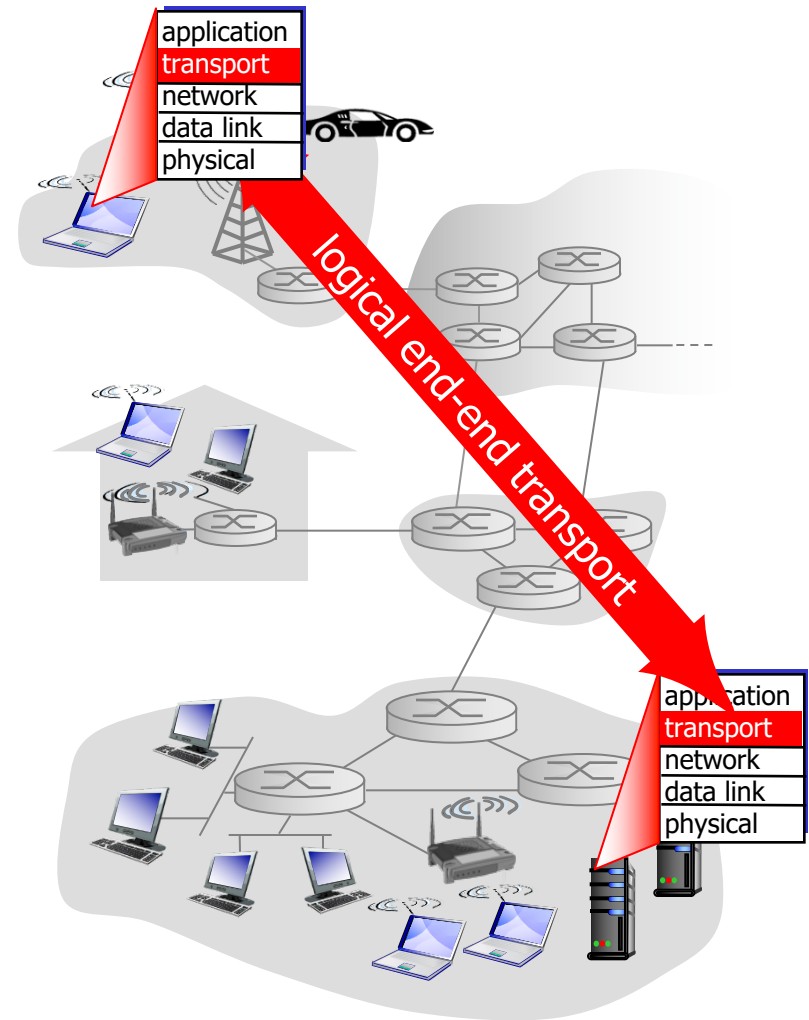 application
transport
network
data link
physical
logical end-end transport
application
transport
network
data link
physical